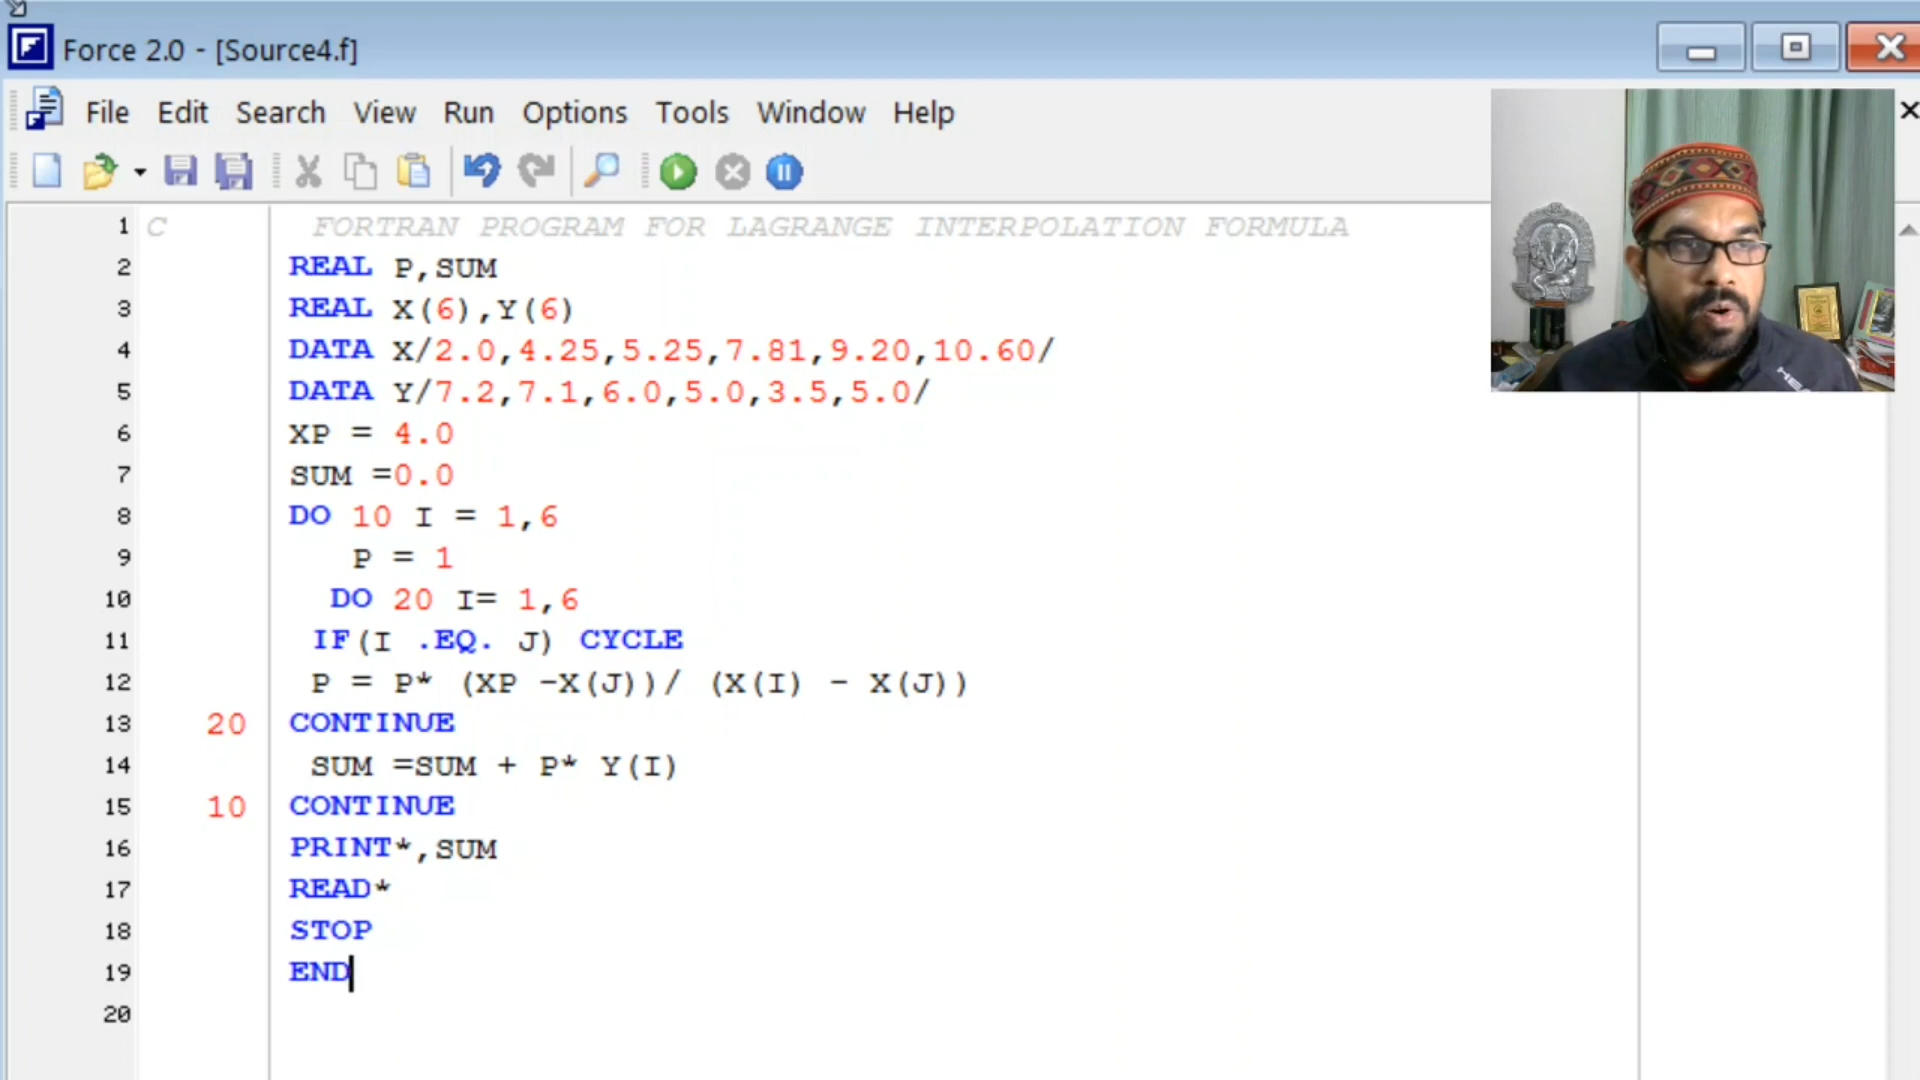 Force 2.0 - [Source4.f]
File Edit Search View Run Options Tools Window Help
1 C FORTRAN PROGRAM FOR LAGRANGE INTERPOLATION FORMULA
2 REAL P,SUM
3 REAL X(6),Y(6)
4 DATA X/2.0,4.25,5.25,7.81,9.20,10.60/
5 DATA Y/7.2,7.1,6.0,5.0,3.5,5.0/
6 XP = 4.0
7 SUM =0.0
8 DO 10 I = 1,6
9 P = 1
10 DO 20 I= 1,6
11 IF(I .EQ. J) CYCLE
12 P = P* (XP -X(J))/ (X(I) - X(J))
13 20 CONTINUE
14 SUM =SUM + P* Y(I)
15 10 CONTINUE
16 PRINT*,SUM
17 READ*
18 STOP
19 END
20